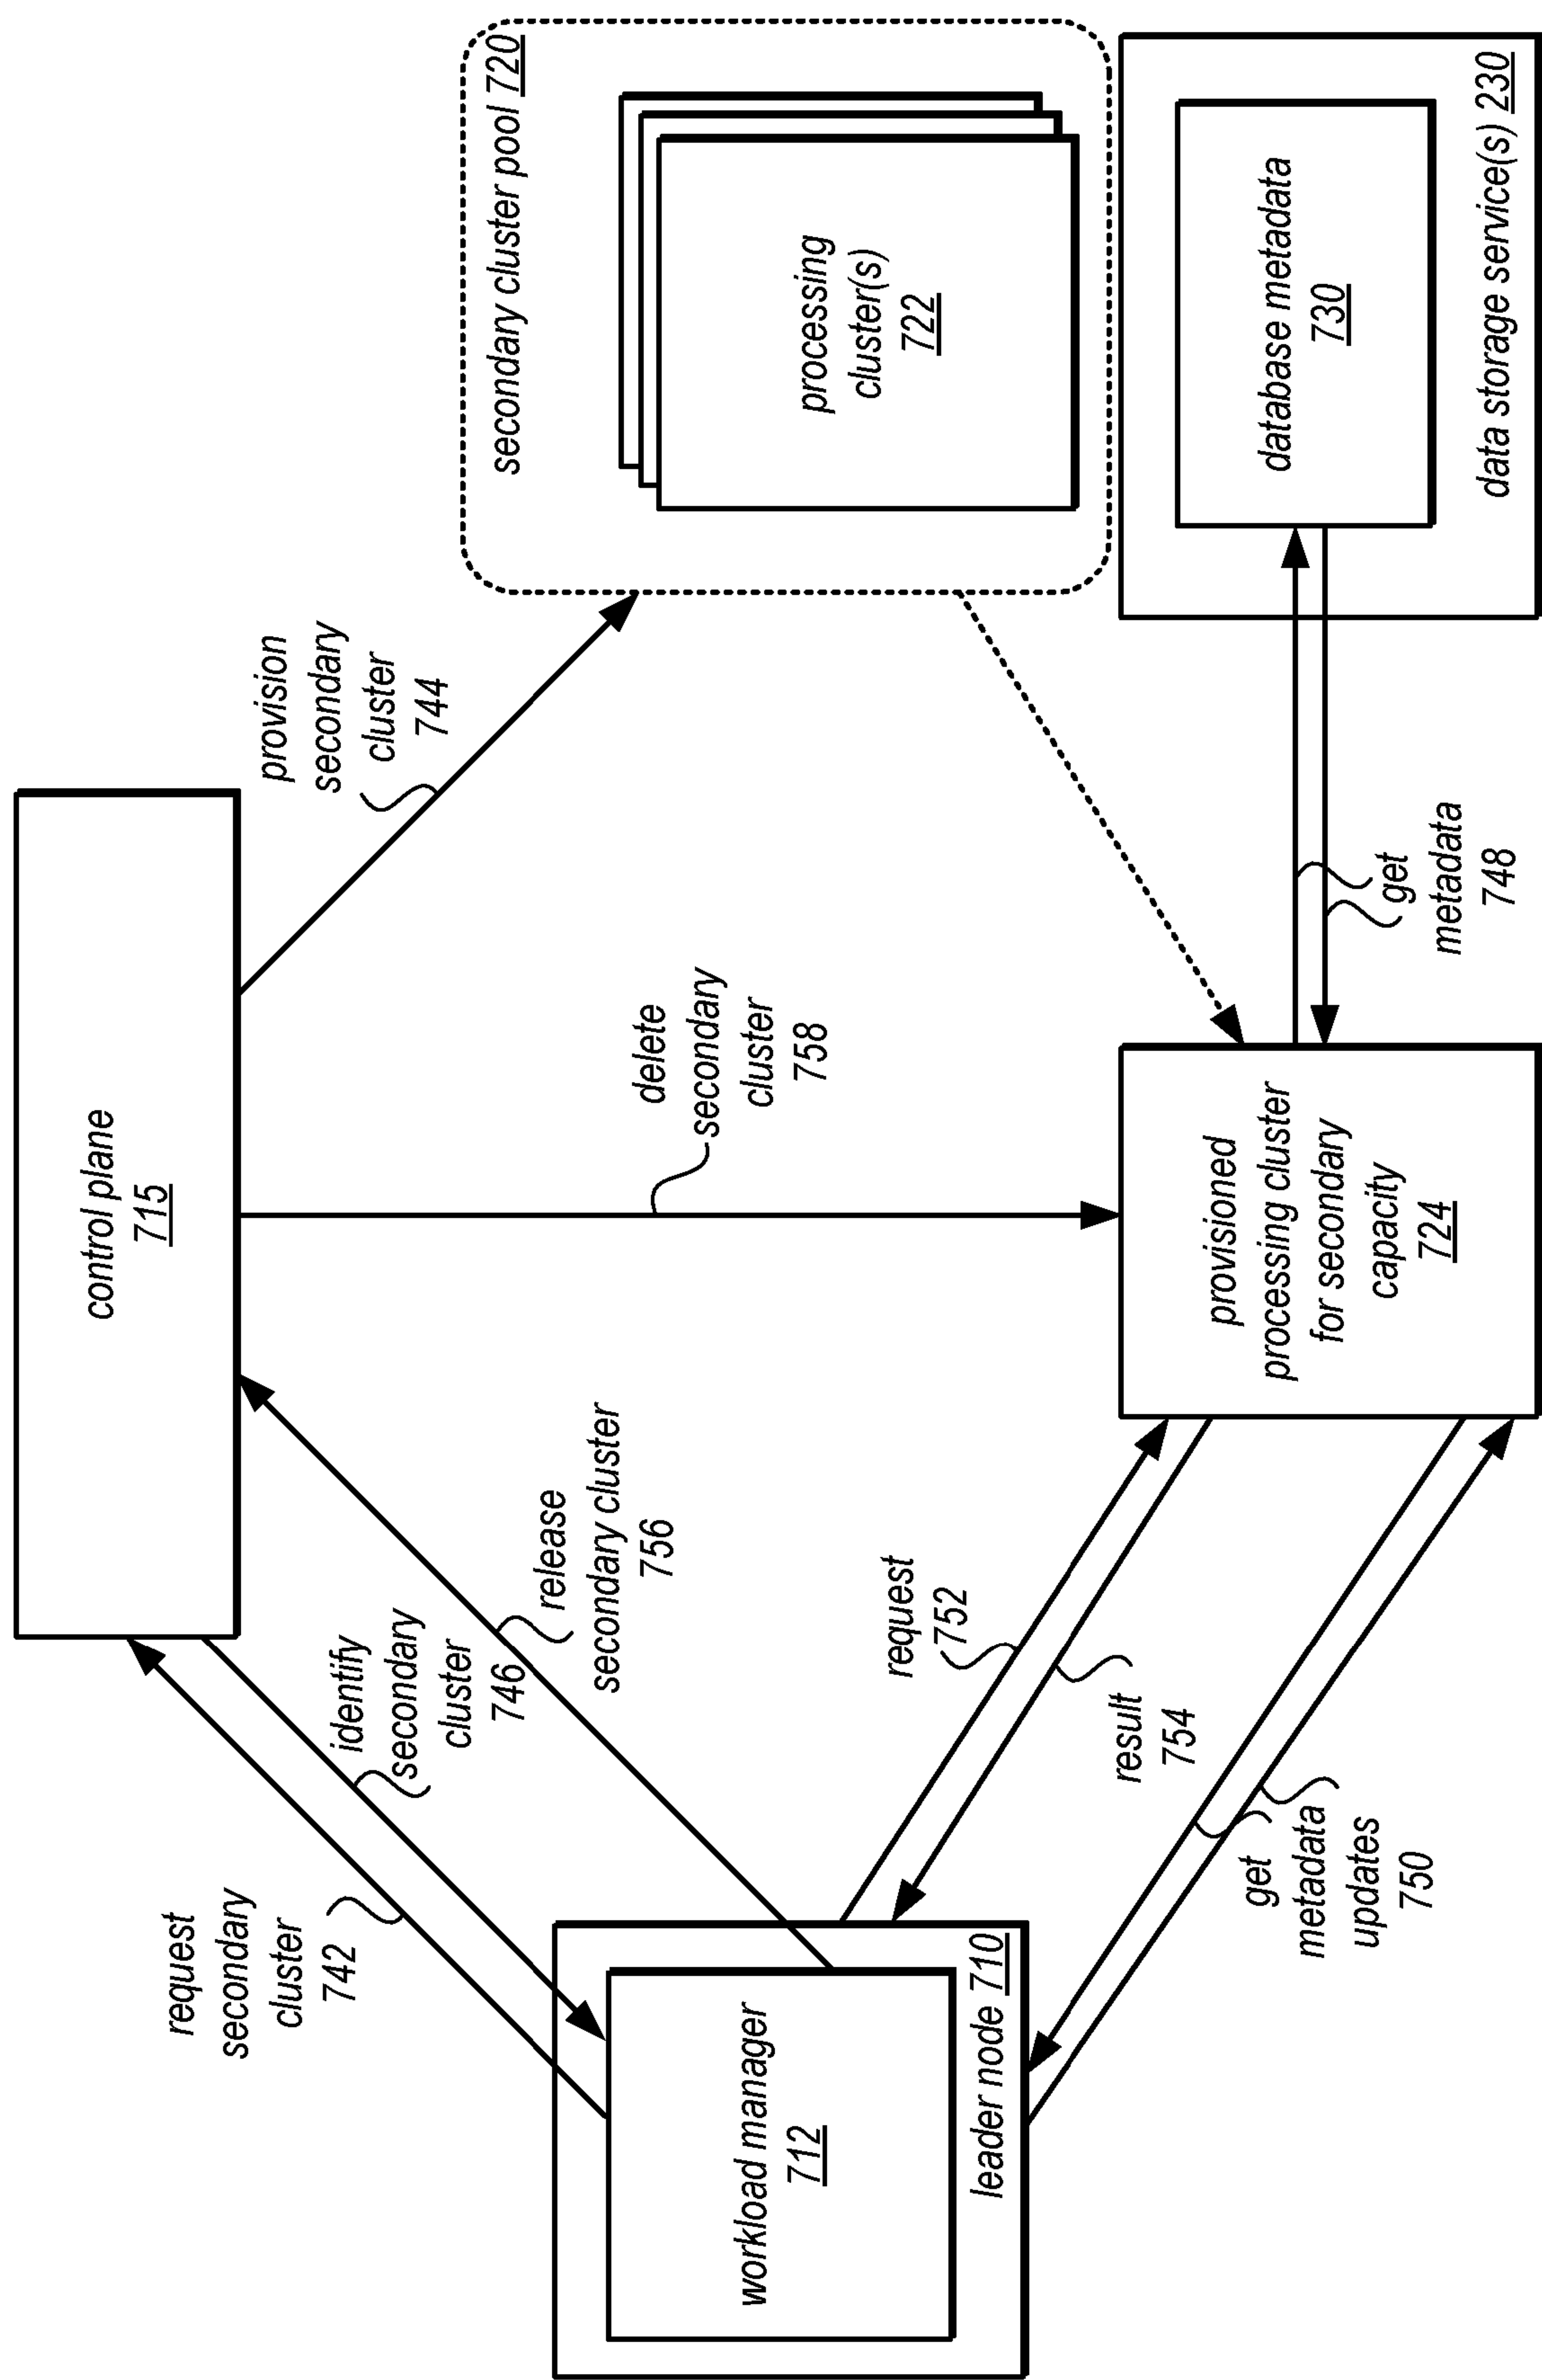 control plane
715
request
secondary
cluster
742
identify
secondary
cluster
746
release
secondary cluster
756
delete
secondary
cluster
758
provision
secondary
cluster
744
secondary cluster pool 720
processing
cluster(s)
722
workload manager
712
leader node 710
request
752
result
754
get
metadata
updates
750
provisioned
processing cluster
for secondary
capacity
724
get
metadata
748
database metadata
730
data storage service(s) 230